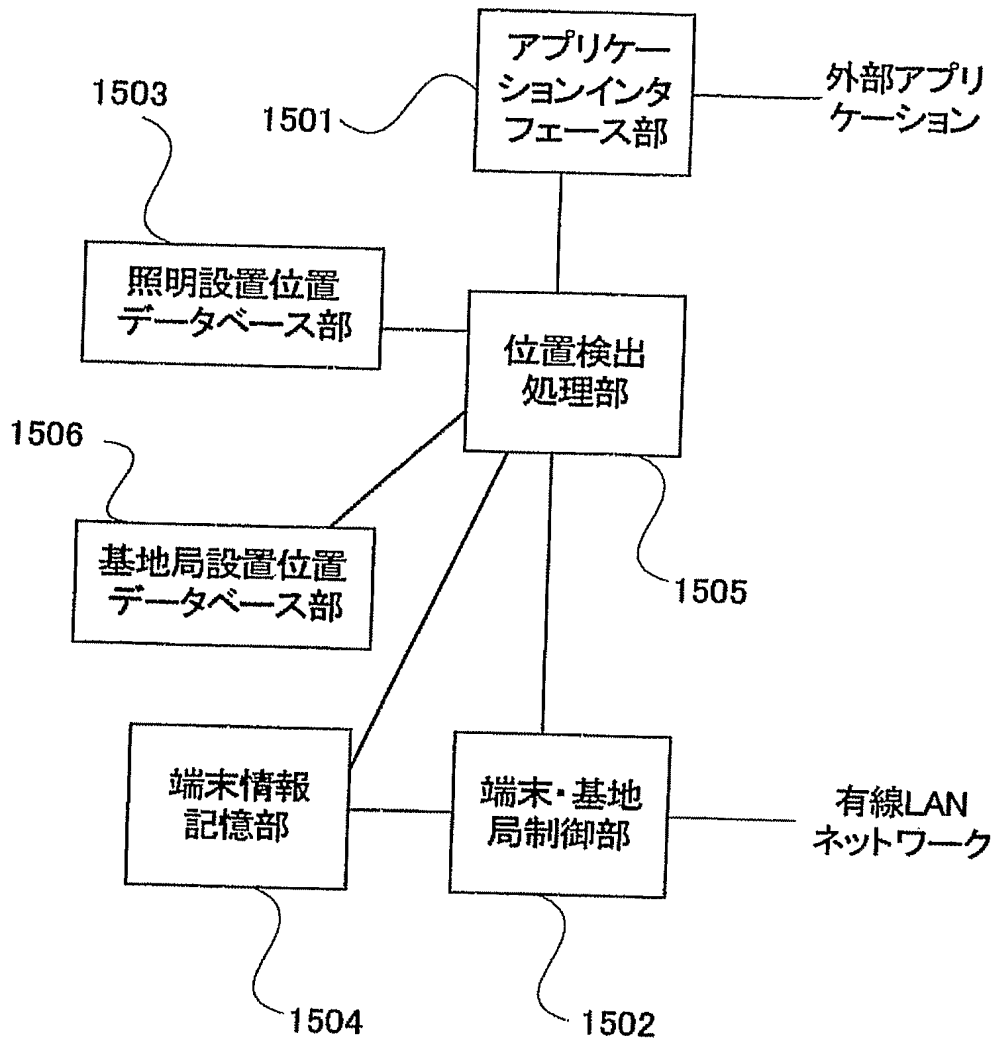 アプリケー
ションインタ
フェース部
外部アプリ
ケーション
1503
1501
照明設置位置
データベース部
位置検出
処理部
1506
基地局設置位置
データベース部
1505
端末情報
記憶部
端末・基地
局制御部
有線LAN
ネットワーク
1504
1502